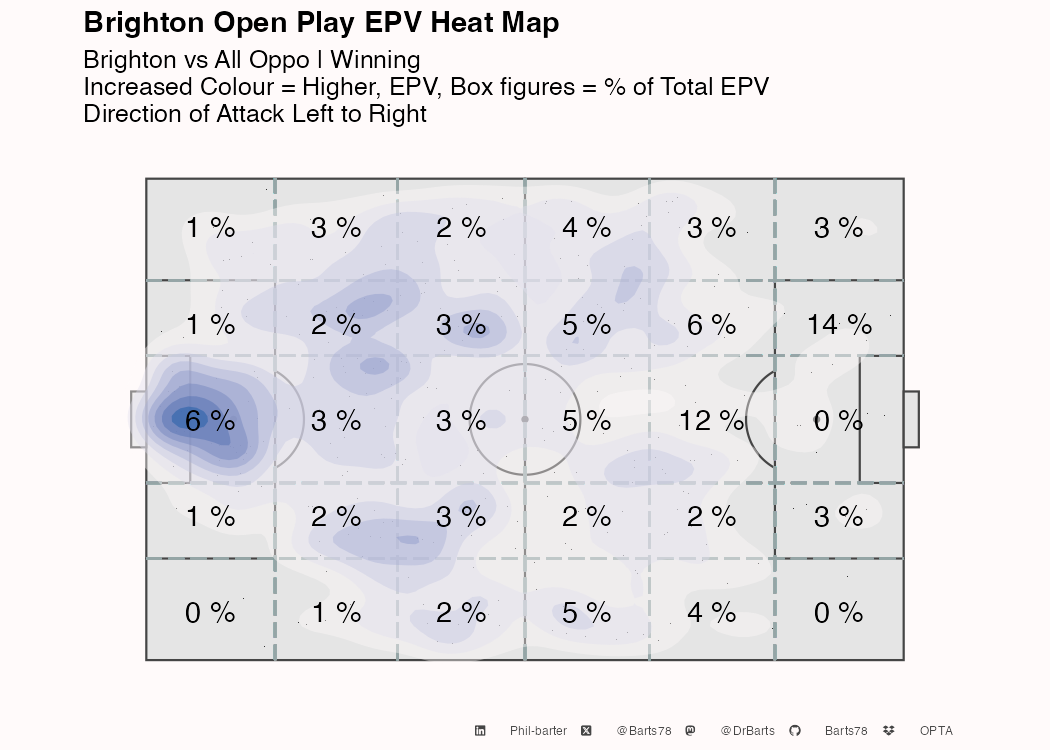 Brighton Open Play EPV Heat Map
Brighton vs All Oppo | Winning
Increased Colour = Higher, EPV, Box figures = % of Total EPV
Direction of Attack Left to Right
1 % 3 % 2 % 4 % 3 % 3 %
1 % 2 % 3 % 5 % 6 % 14 %
6 % 3 % 3 % 5 % 12 % 0 %
1 % 2 % 3 % 2 % 2 % 3 %
0 % 1 % 2 % 5 % 4 % 0 %
Phil-barter @Barts78 @DrBarts Barts78 OPTA